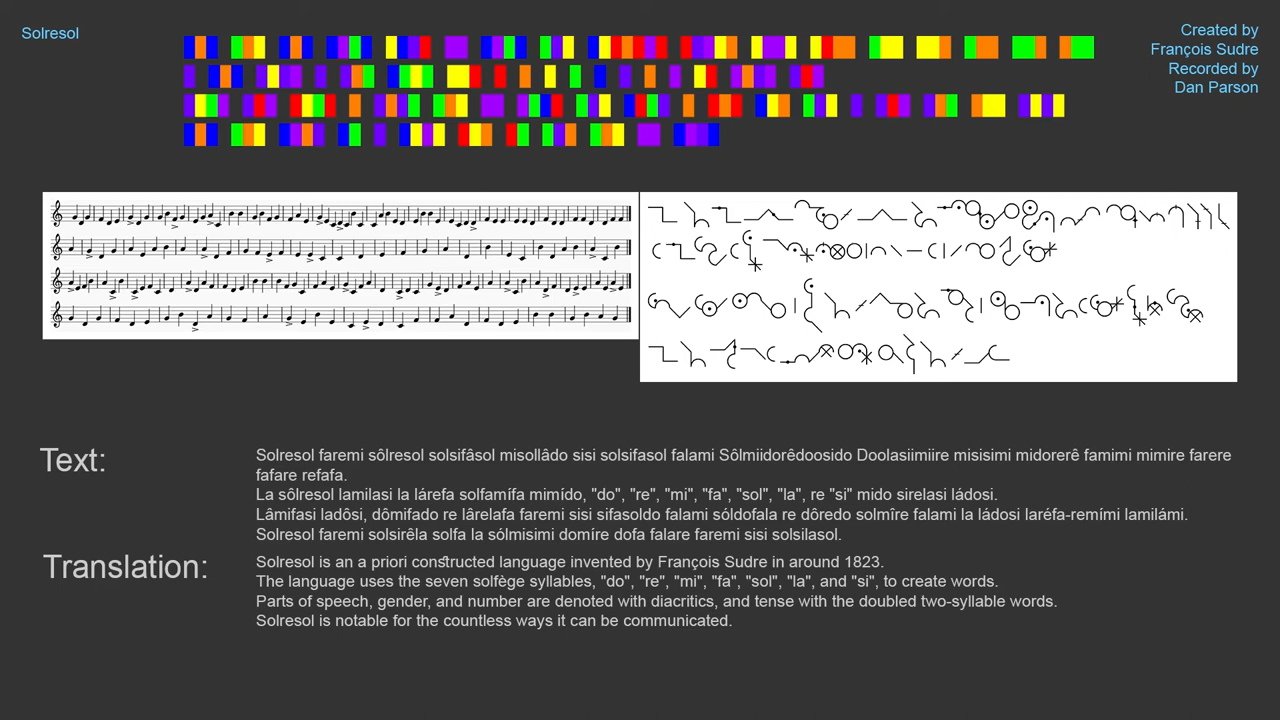 Solresol
Created by
François Sudre
Recorded by
Dan Parson
Text:
Solresol faremi sôlresol solsifâsol misollâdo sisi solsifasol falami Sôlmiidorêdoosido Doolasiimiire misisimi midorerê famimi mimire farere
fafare refafa.
La sôlresol lamilasi la lárefa solfamífa mimído, "do", "re", "mi", "fa", "sol", "la", re "si" mido sirelasi ládosi.
Lâmifasi ladôsi, dômifado re lârelafa faremi sisi sifasoldo falami sóldofala re dôredo solmîre falami la ládosi laréfa-remími lamilámi.
Solresol faremi solsirêla solfa la sólmisimi domíre dofa falare faremi sisi solsilasol.
Translation:
Solresol is an a priori constructed language invented by François Sudre in around 1823.
The language uses the seven solfège syllables, "do", "re", "mi", "fa", "sol", "la", and "si", to create words.
Parts of speech, gender, and number are denoted with diacritics, and tense with the doubled two-syllable words.
Solresol is notable for the countless ways it can be communicated.